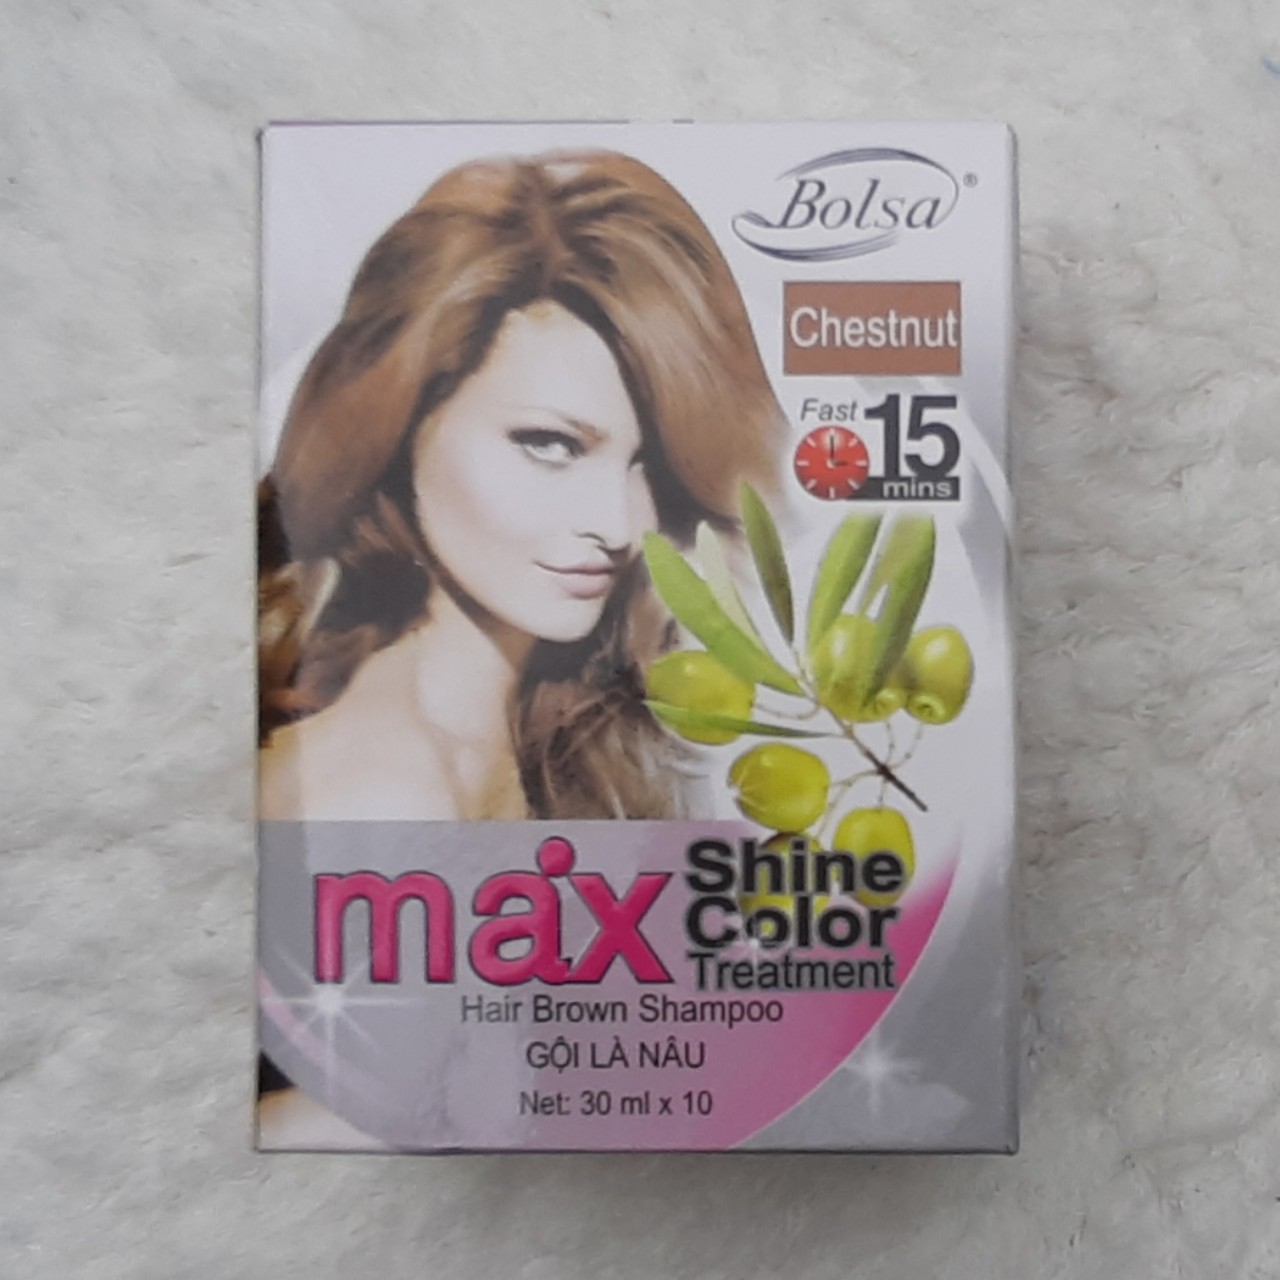 Bolsa®
Chestnut
Fast 15
mins
max Shine
Color
Treatment
Hair Brown Shampoo
GỘI LÀ NÂU
Net: 30 ml x 10